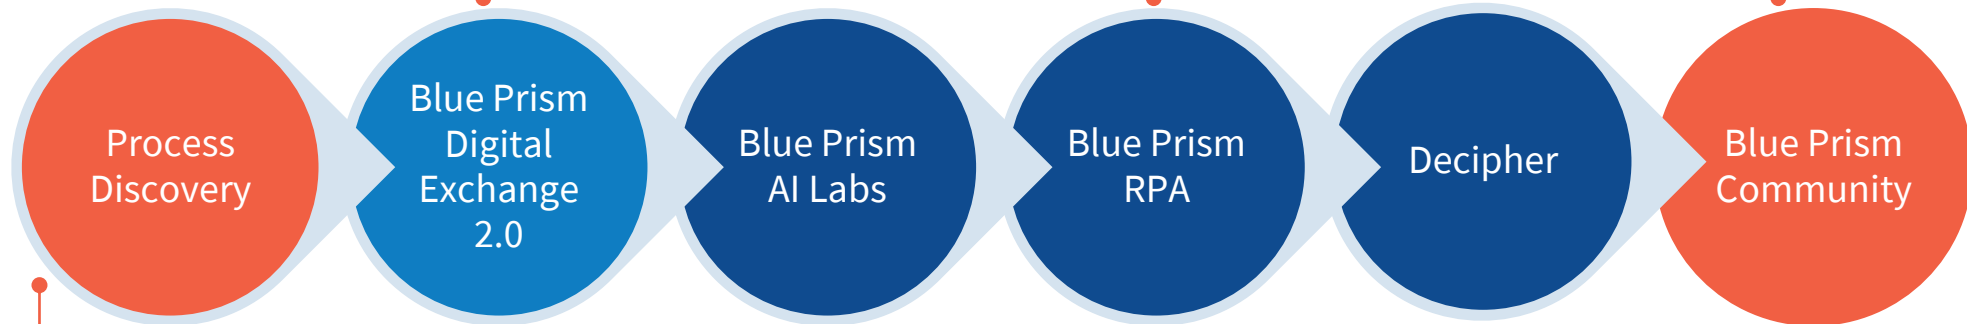 Process
Discovery
Blue Prism
Digital
Exchange
2.0
Blue Prism
AI Labs
Blue Prism
RPA
Decipher
Blue Prism
Community